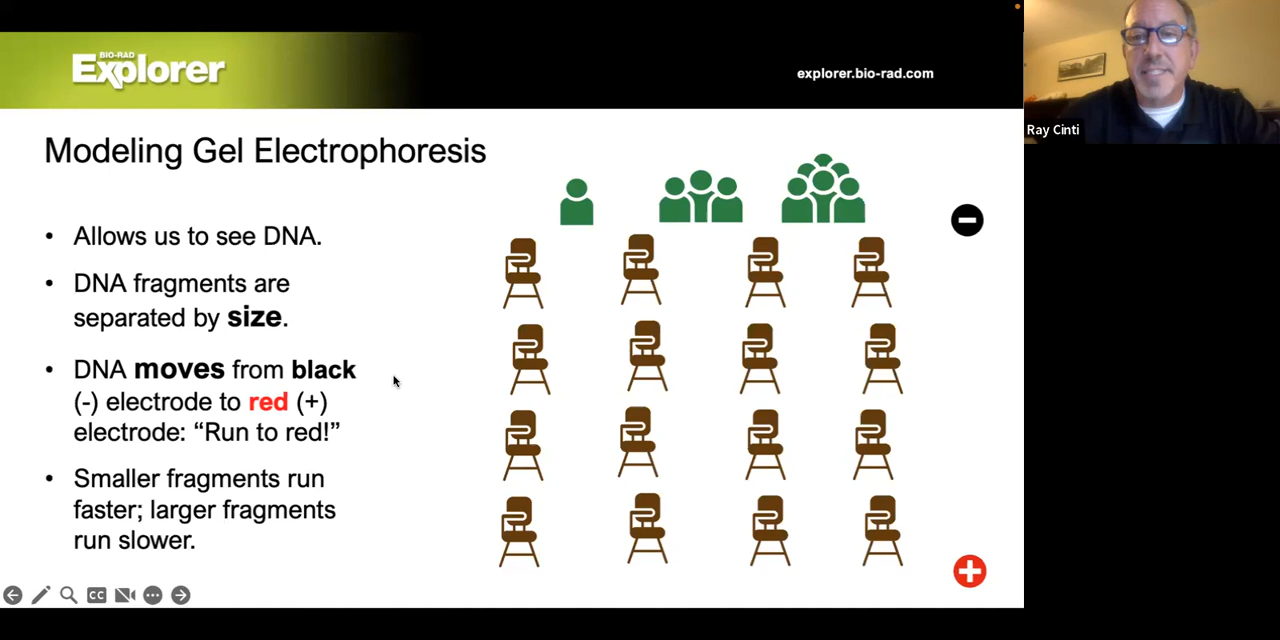 BIO-RAD
Explorer
explorer.bio-rad.com
Ray Cinti
Modeling Gel Electrophoresis
• Allows us to see DNA.
• DNA fragments are
separated by size.
• DNA moves from black
(-) electrode to red (+)
electrode: “Run to red!”
• Smaller fragments run
faster; larger fragments
run slower.
CC